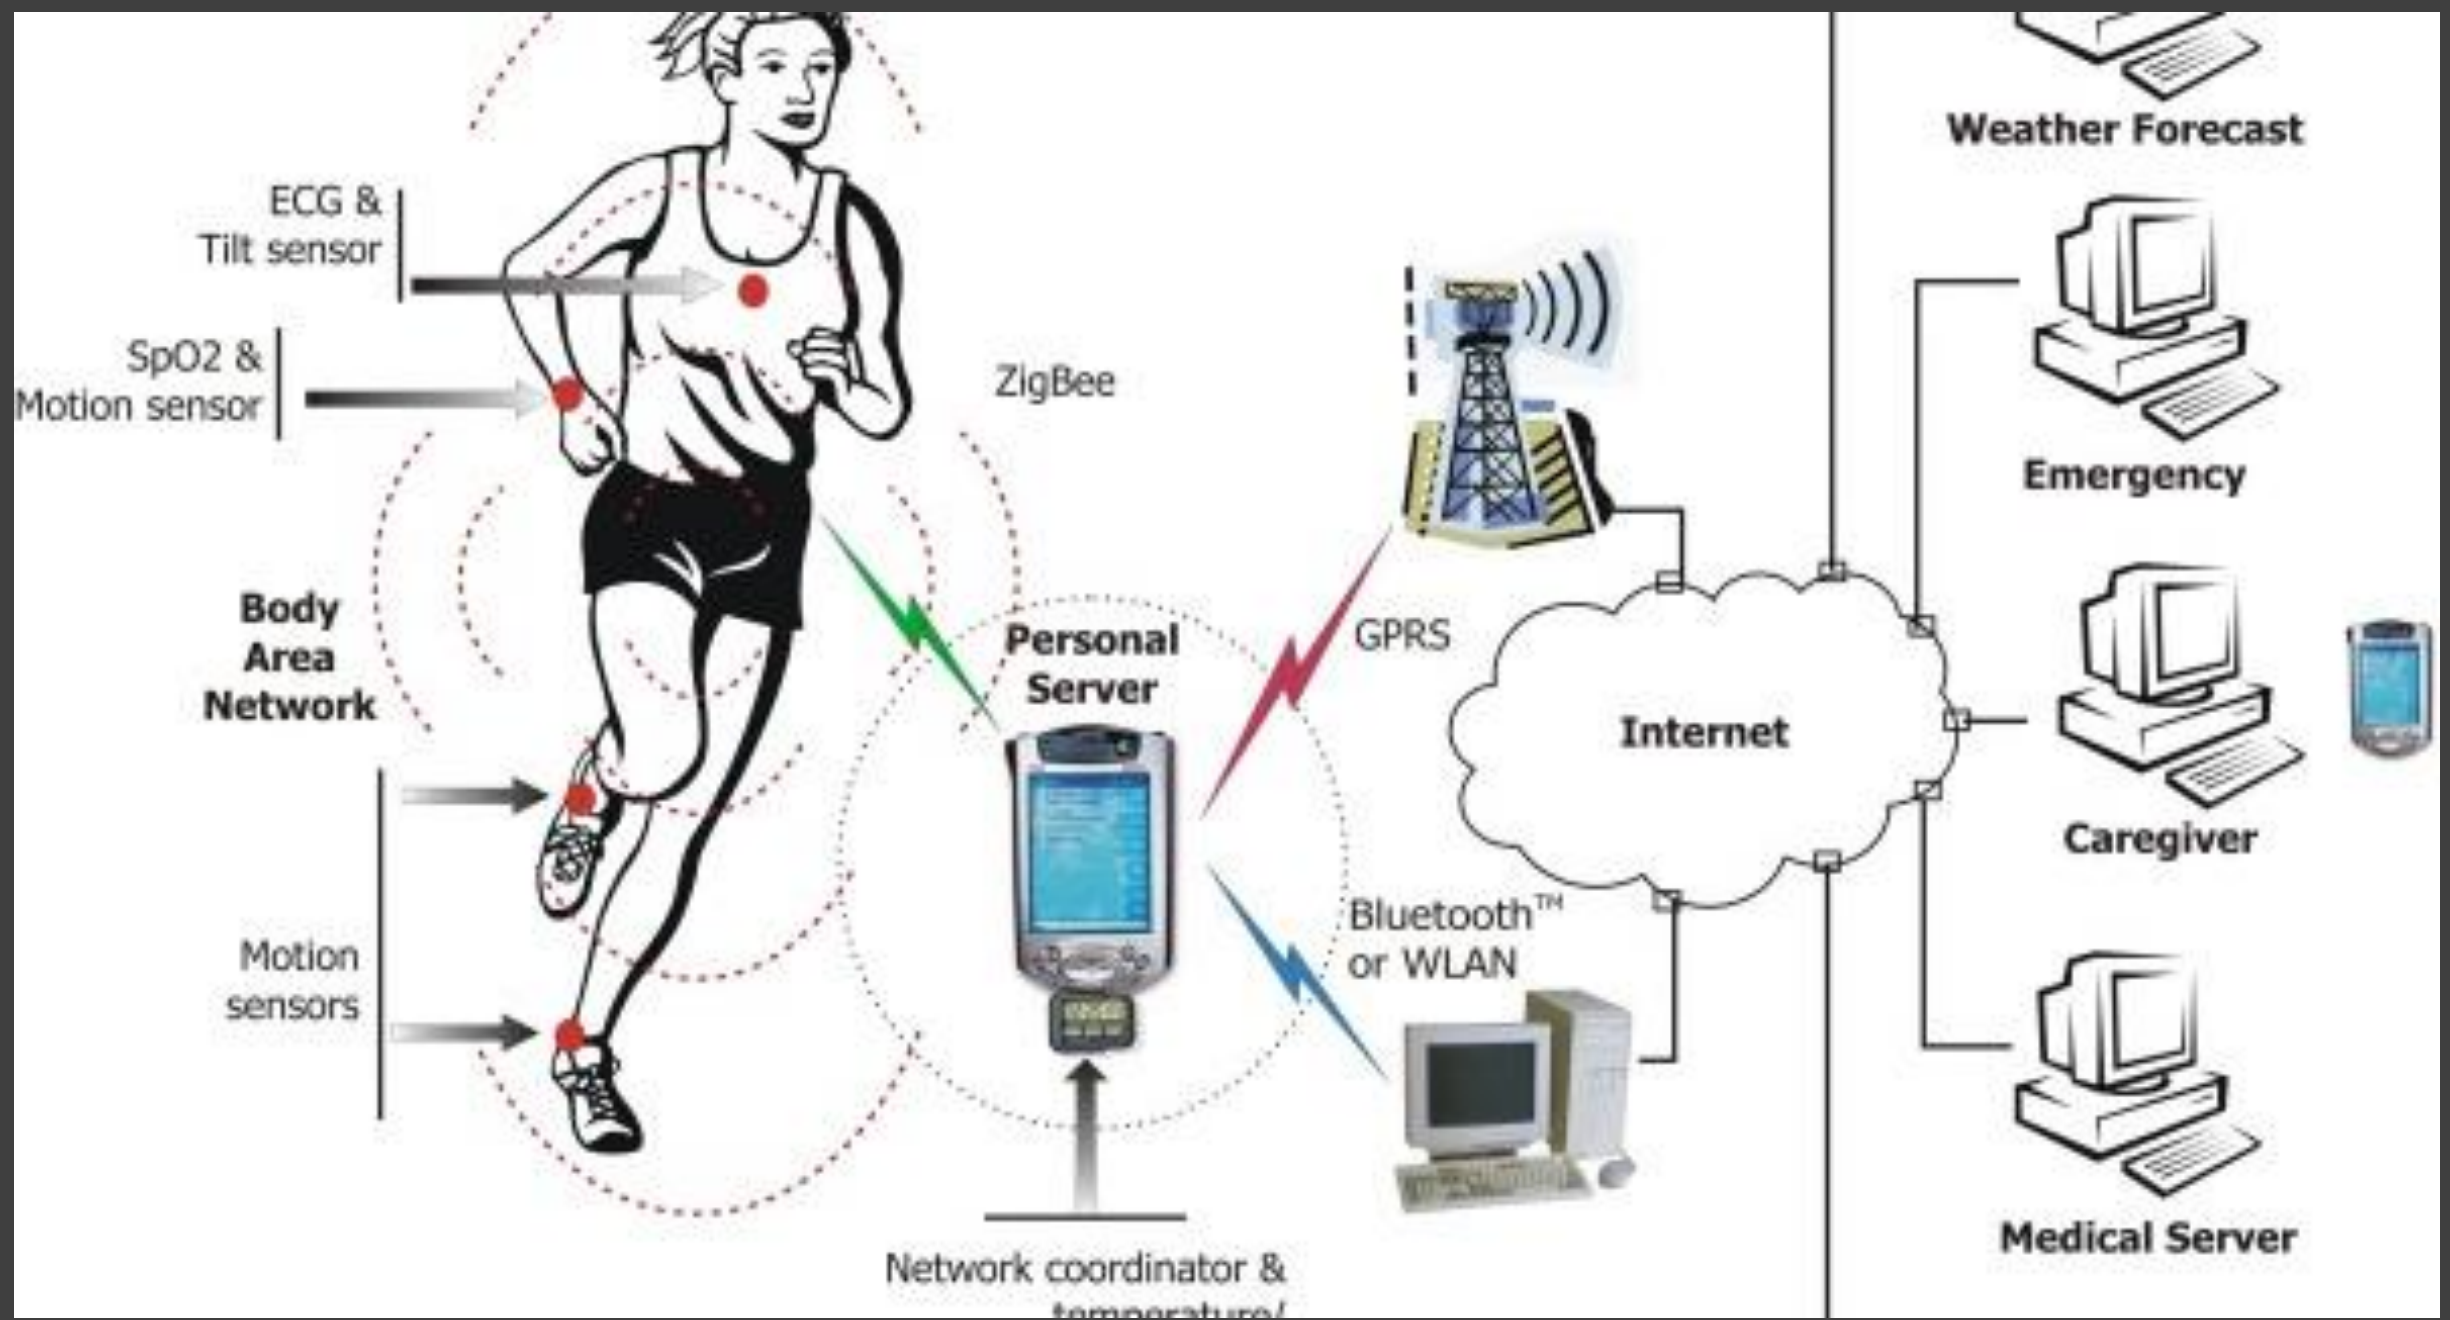 ECG &
Tilt sensor
SpO2 &
Motion sensor
Body
Area
Network
Motion
sensors
ZigBee
Personal
Server
Network coordinator &
temperature/
GPRS
Bluetooth™
or WLAN
Internet
Weather Forecast
Emergency
Caregiver
Medical Server